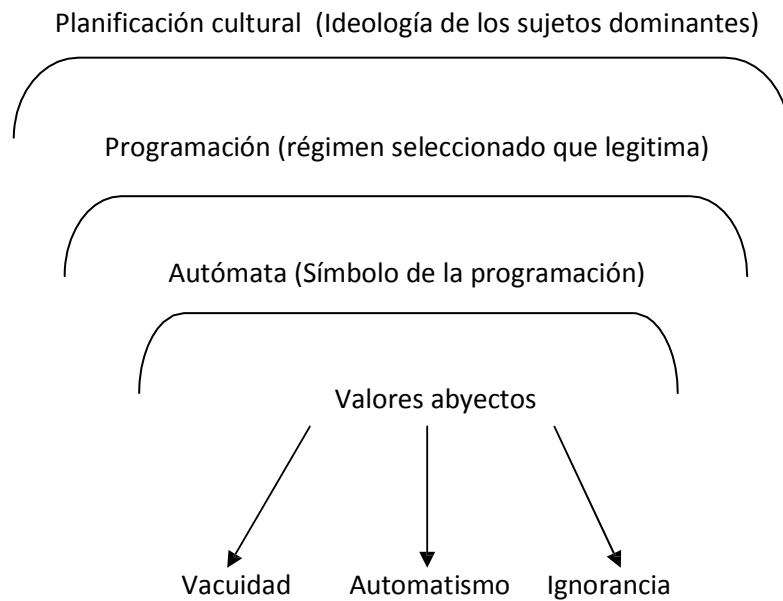 Planificación cultural (Ideología de los sujetos dominantes)
Programación (régimen seleccionado que legitima)
Autómata (Símbolo de la programación)
Valores abyectos
Vacuidad Automatismo Ignorancia